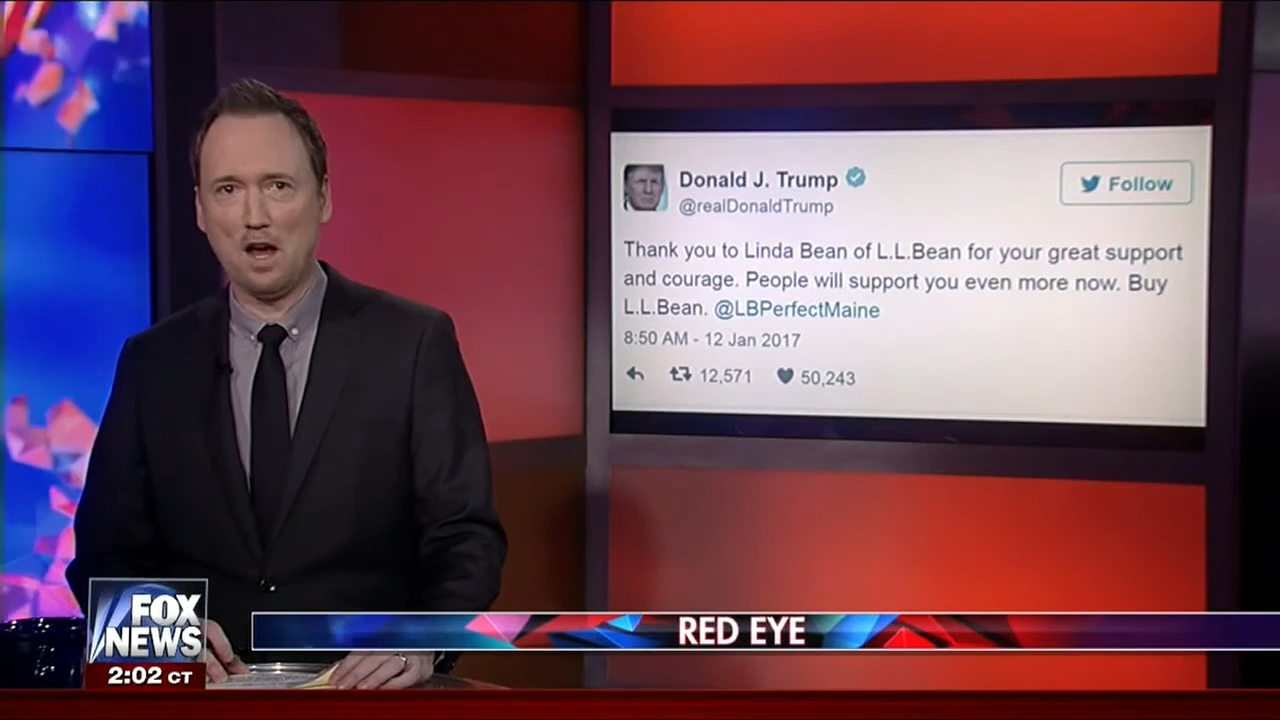 Donald J. Trump
Follow
@realDonaldTrump
Thank you to Linda Bean of L.L.Bean for your great support
and courage. People will support you even more now. Buy
L.L.Bean. @LBPerfectMaine
8:50 AM - 12 Jan 2017
12,571 50,243
FOX
NEWS
2:02 CT
RED EYE